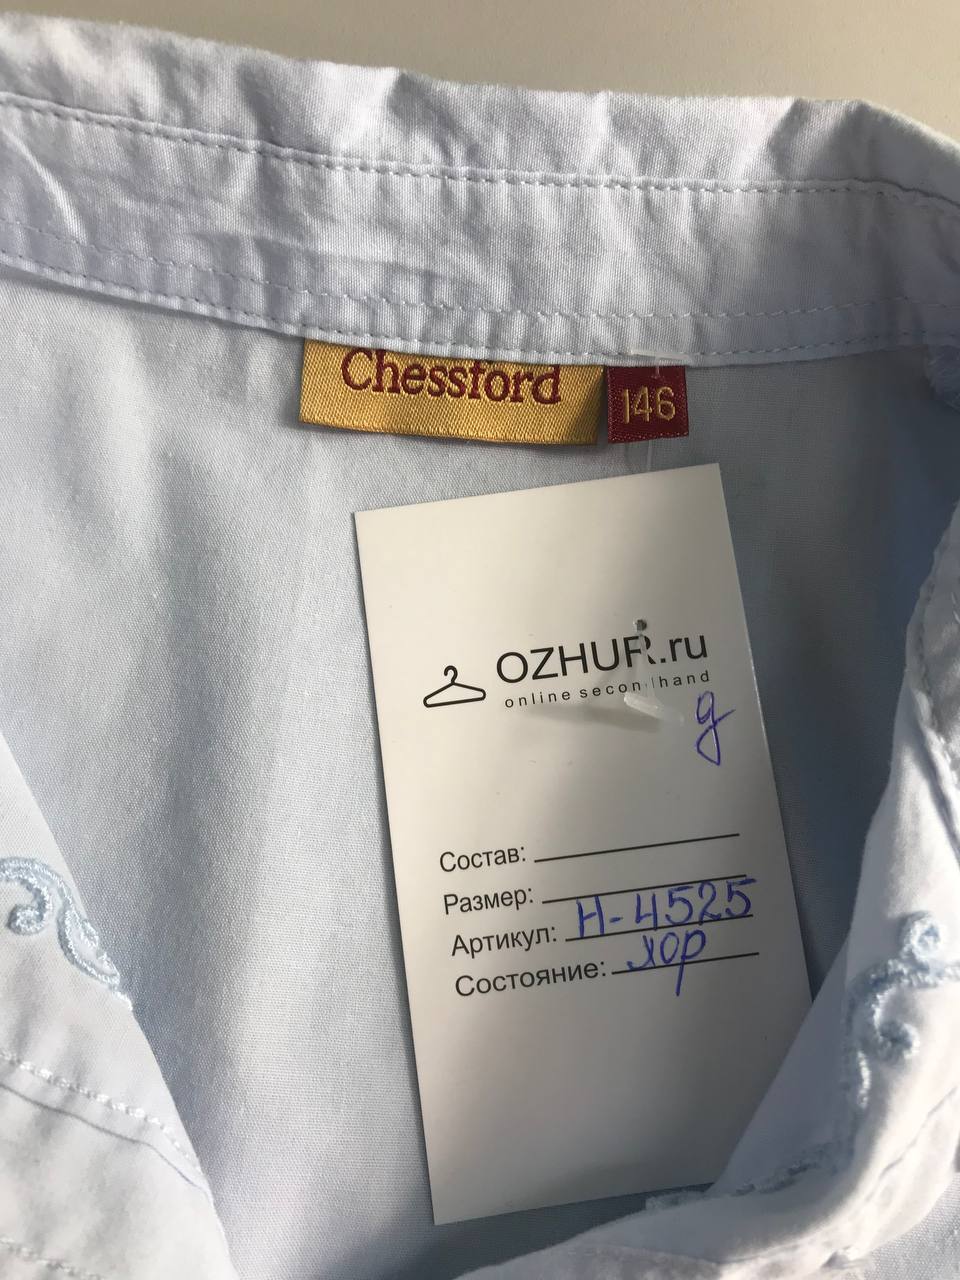 Chessford
146
OZHUR.ru
online secondhand
g
Состав:
Размер:
Артикул: Н-4525
Состояние: хор